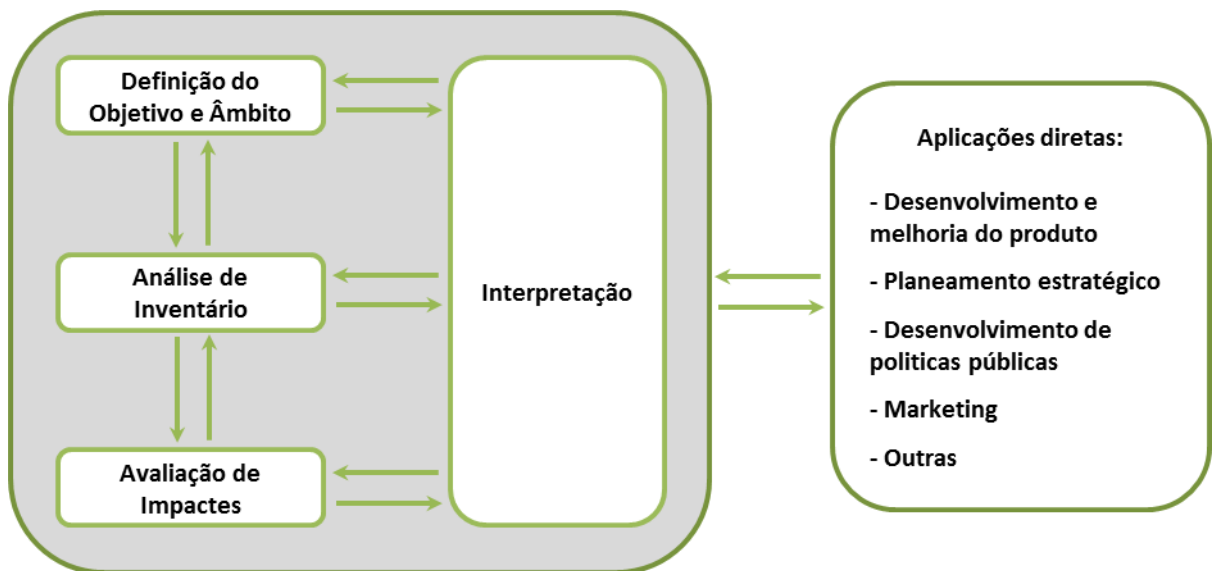 Definição do
Objetivo e Âmbito
Análise de
Inventário
Avaliação de
Impactes
Interpretação
Aplicações diretas:
- Desenvolvimento e
melhoria do produto
- Planeamento estratégico
- Desenvolvimento de
politicas públicas
- Marketing
- Outras